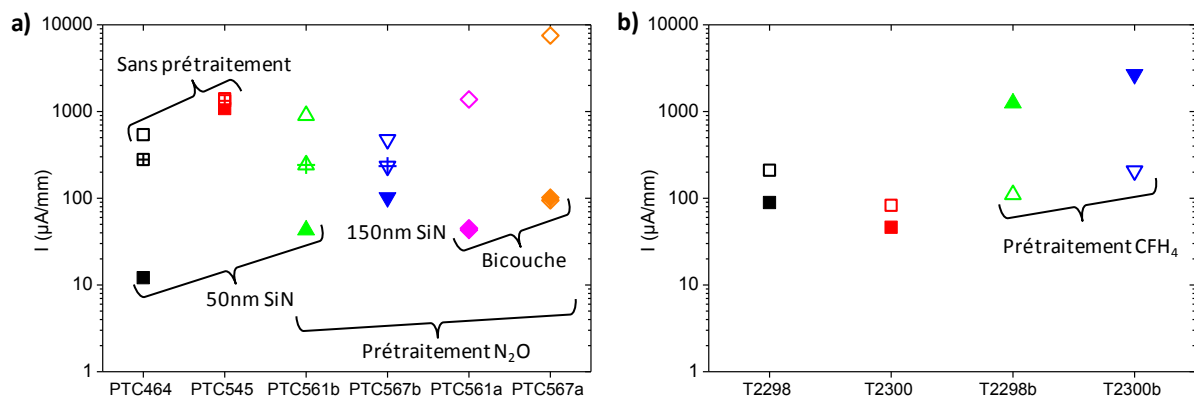 a)
10000
1000
100
10
1
I (µA/mm)
Sans prétraitement
50nm SiN
150nm SiN
Bicouche
Prétraitement N₂O
PTC464
PTC545
PTC561b
PTC567b
PTC561a
PTC567a
b)
10000
1000
100
10
1
I (µA/mm)
Prétraitement CFH₄
T2298
T2300
T2298b
T2300b